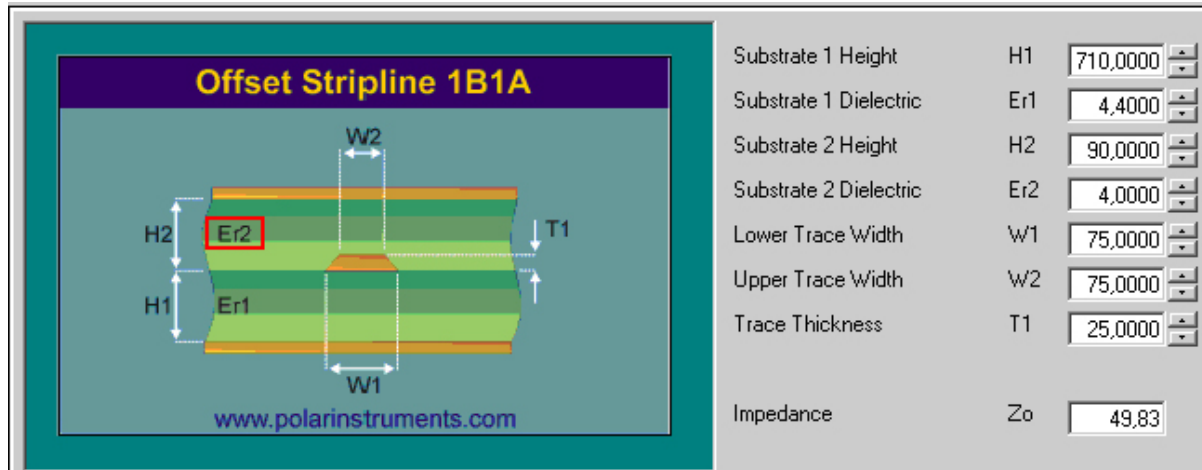 Offset Stripline 1B1A
W2
H2
Er2
T1
H1
Er1
W1
www.polarinstruments.com
Substrate 1 Height H1 710,0000
Substrate 1 Dielectric Er1 4,4000
Substrate 2 Height H2 90,0000
Substrate 2 Dielectric Er2 4,0000
Lower Trace Width W1 75,0000
Upper Trace Width W2 75,0000
Trace Thickness T1 25,0000
Impedance Zo 49,83